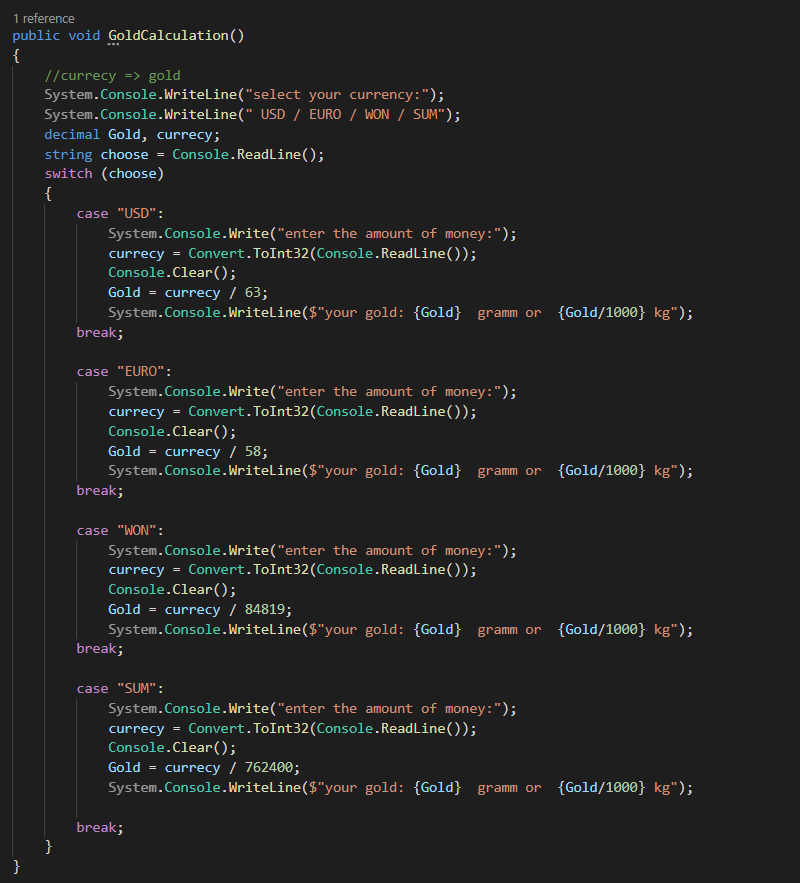 1 reference
public void GoldCalculation()
{
    //currecy => gold
    System.Console.WriteLine("select your currency:");
    System.Console.WriteLine(" USD / EURO / WON / SUM");
    decimal Gold, currecy;
    string choose = Console.ReadLine();
    switch (choose)
    {
        case "USD":
            System.Console.Write("enter the amount of money:");
            currecy = Convert.ToInt32(Console.ReadLine());
            Console.Clear();
            Gold = currecy / 63;
            System.Console.WriteLine($"your gold: {Gold}  gramm or  {Gold/1000} kg");
        break;

        case "EURO":
            System.Console.Write("enter the amount of money:");
            currecy = Convert.ToInt32(Console.ReadLine());
            Console.Clear();
            Gold = currecy / 58;
            System.Console.WriteLine($"your gold: {Gold}  gramm or  {Gold/1000} kg");
        break;

        case "WON":
            System.Console.Write("enter the amount of money:");
            currecy = Convert.ToInt32(Console.ReadLine());
            Console.Clear();
            Gold = currecy / 84819;
            System.Console.WriteLine($"your gold: {Gold}  gramm or  {Gold/1000} kg");
        break;

        case "SUM":
            System.Console.Write("enter the amount of money:");
            currecy = Convert.ToInt32(Console.ReadLine());
            Console.Clear();
            Gold = currecy / 762400;
            System.Console.WriteLine($"your gold: {Gold}  gramm or  {Gold/1000} kg");

        break;
    }
}